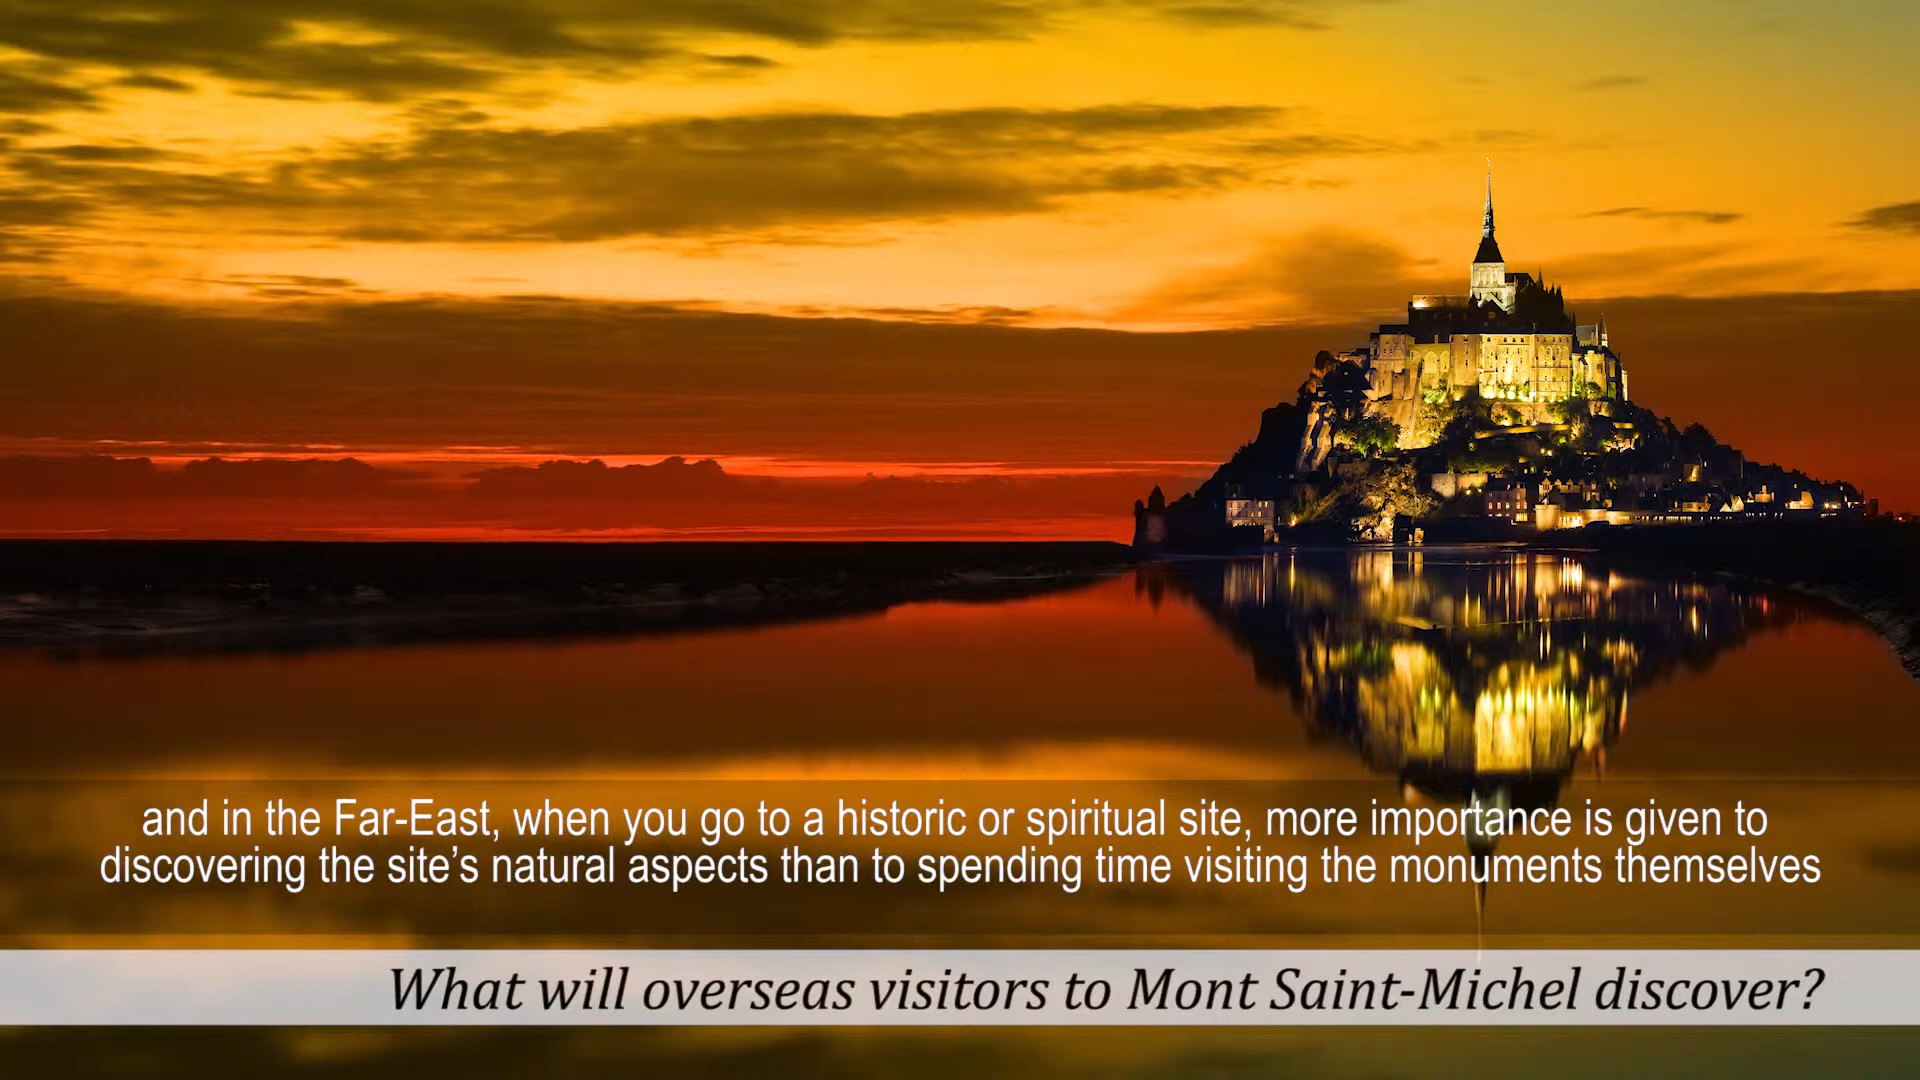 and in the Far-East, when you go to a historic or spiritual site, more importance is given to
discovering the site’s natural aspects than to spending time visiting the monuments themselves
What will overseas visitors to Mont Saint-Michel discover?